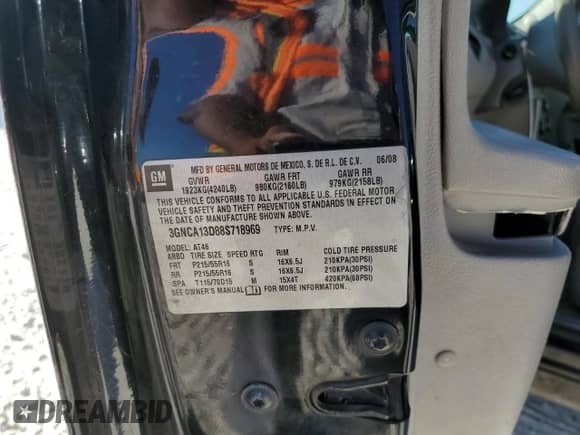 GM
MFD BY GENERAL MOTORS DE MEXICO, S. DE R.L. DE C.V. 06/08
GVWR GAWR FRT GAWR RR
1923KG(4240LB) 980KG(2160LB) 979KG(2158LB)
THIS VEHICLE CONFORMS TO ALL APPLICABLE U.S. FEDERAL MOTOR
VEHICLE SAFETY AND THEFT PREVENTION STANDARDS IN EFFECT ON
THE DATE OF MANUFACTURE SHOWN ABOVE.
3GNCA13D88S718969 TYPE: M.P.V.
MODEL: AT46
ARBD TIRE SIZE SPEED RTG RIM COLD TIRE PRESSURE
FRT P215/55R16 S 16X6.5J 210KPA(30PSI)
RR P215/55R16 S 16X6.5J 210KPA(30PSI)
SPA T115/70D15 M 15X4T 420KPA(60PSI)
SEE OWNER'S MANUAL
DREAMBID